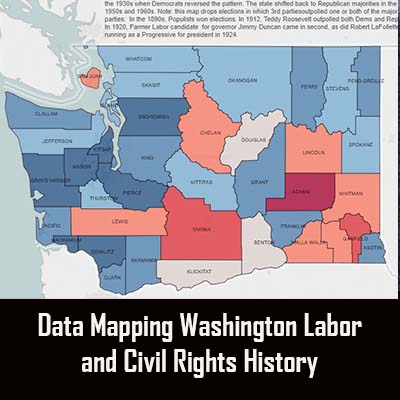 the 1930s when Democrats reversed the pattern. The state shifted back to Republican majorities in the
1950s and 1960s. Note: this map drops elections in which 3rd partiesoutpolled one or both of the major
parties: In the 1890s, Populists won elections. In 1912, Teddy Roosevelt outpolled both Dems and Rep
In 1920, Farmer Labor candidate for governor Jimmy Duncan came in second, as did Robert LaFollette
running as a Progressive for president in 1924.
WHATCOM
SAN JUAN
SKAGIT
OKANOGAN
FERRY
STEVENS
PEND OREILLE
CLALLAM
SNOHOMISH
CHELAN
DOUGLAS
JEFFERSON
KITSAP
KING
LINCOLN
SPOKANE
MASON
GRAYS HARBOR
KITTITAS
GRANT
PIERCE
THURSTON
ADAMS
WHITMAN
PACIFIC
LEWIS
YAKIMA
FRANKLIN
GARFIELD
WAHKIAKUM
COWLITZ
SKAMANIA
BENTON
WALLA WALLA
ASOTIN
KLICKITAT
CLARK
Data Mapping Washington Labor
and Civil Rights History